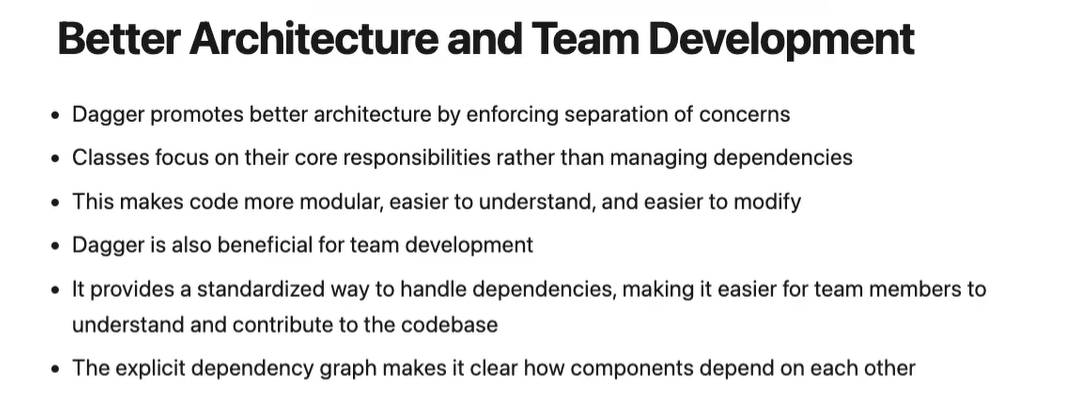 Better Architecture and Team Development
• Dagger promotes better architecture by enforcing separation of concerns
• Classes focus on their core responsibilities rather than managing dependencies
• This makes code more modular, easier to understand, and easier to modify
• Dagger is also beneficial for team development
• It provides a standardized way to handle dependencies, making it easier for team members to
understand and contribute to the codebase
• The explicit dependency graph makes it clear how components depend on each other